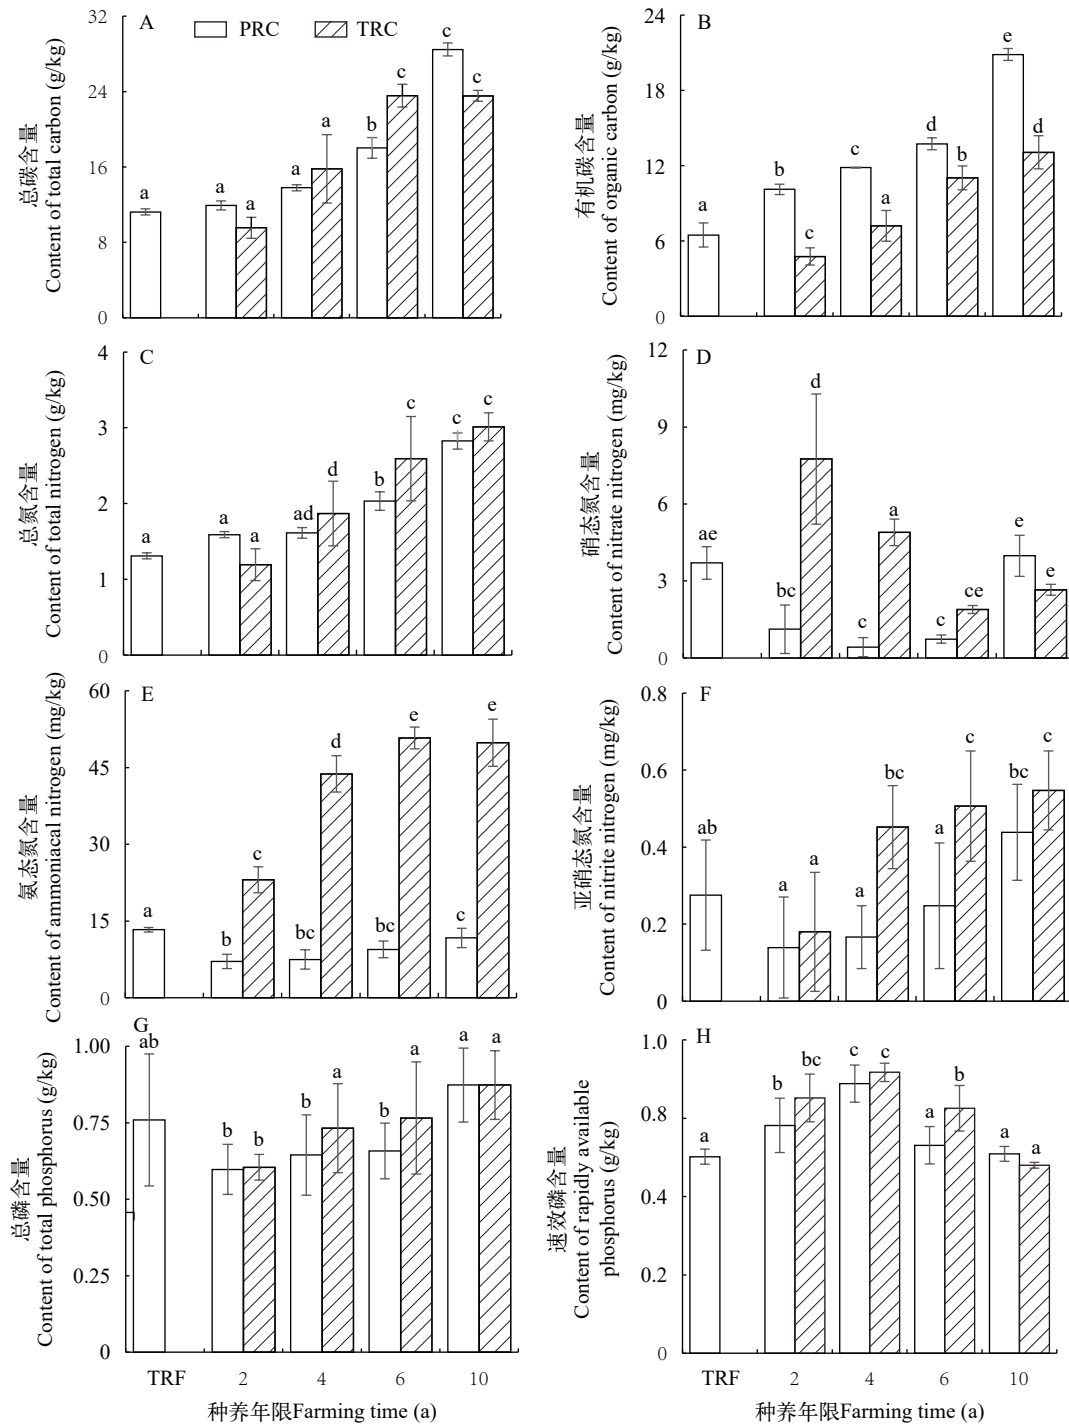 A
PRC
TRC
总碳含量
Content of total carbon (g/kg)
32
24
16
8
0
a
a
a
a
a
b
c
c
c
B
有机碳含量
Content of organic carbon (g/kg)
24
18
12
6
0
a
b
c
c
a
d
b
e
d
C
总氮含量
Content of total nitrogen (g/kg)
4
3
2
1
0
a
a
a
ad
d
b
c
c
c
D
硝态氮含量
Content of nitrate nitrogen (mg/kg)
12
9
6
3
0
ae
bc
d
c
a
c
ce
e
e
E
氨态氮含量
Content of ammoniacal nitrogen (mg/kg)
60
45
30
15
0
a
b
c
bc
d
bc
e
c
e
F
亚硝态氮含量
Content of nitrite nitrogen (mg/kg)
0.8
0.6
0.4
0.2
0
ab
a
a
a
bc
a
c
bc
c
G
总磷含量
Content of total phosphorus (g/kg)
1.00
0.75
0.50
0.25
0
ab
b
b
b
a
b
a
a
a
TRF
2
4
6
10
种养年限Farming time (a)
H
速效磷含量
Content of rapidly available
phosphorus (g/kg)
1.0
0.8
0.4
0.2
0
a
b
bc
c
c
a
b
a
a
TRF
2
4
6
10
种养年限Farming time (a)